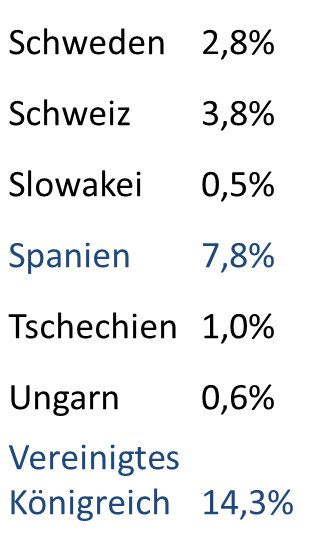 Schweden 2,8%
Schweiz 3,8%
Slowakei 0,5%
Spanien 7,8%
Tschechien 1,0%
Ungarn 0,6%
Vereinigtes
Königreich 14,3%